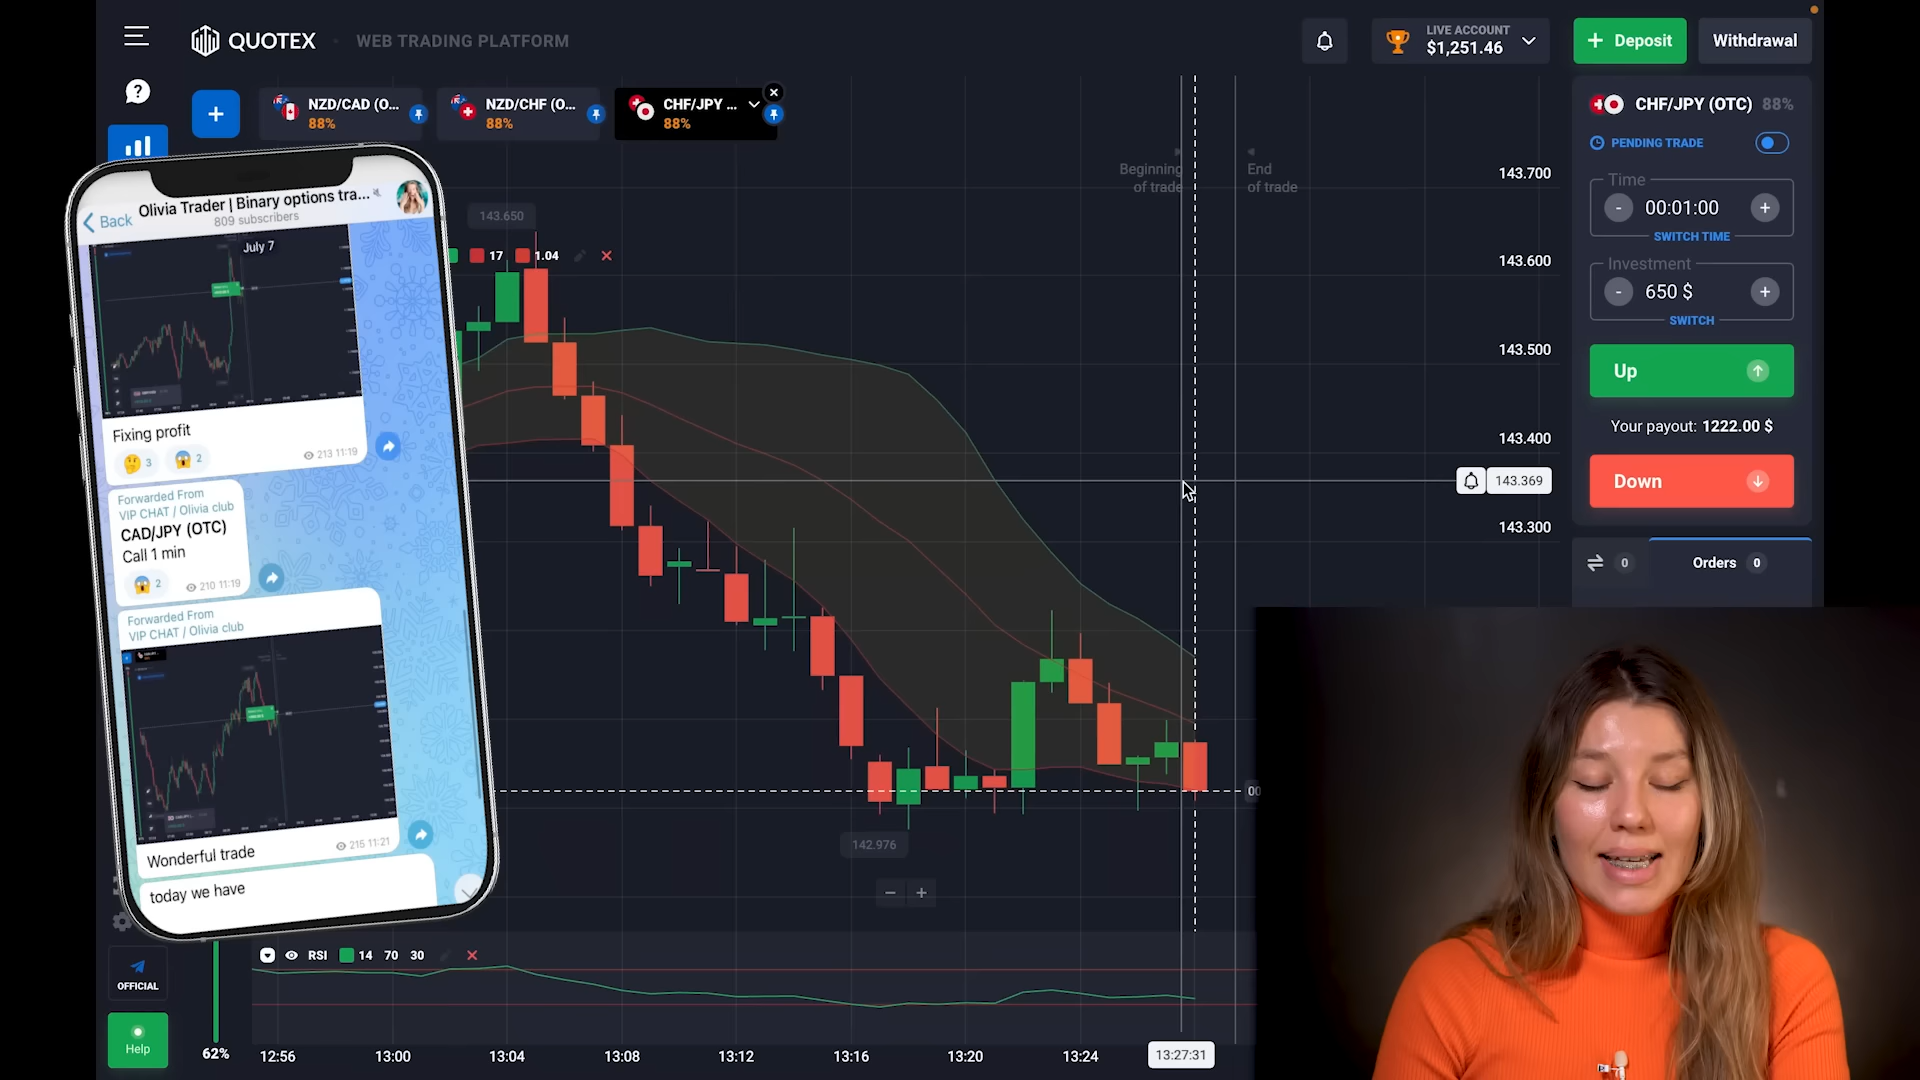 QUOTEX
WEB TRADING PLATFORM
LIVE ACCOUNT
$1,251.46
+ Deposit
Withdrawal
NZD/CAD (O...
88%
NZD/CHF (O...
88%
CHF/JPY ...
88%
CHF/JPY (OTC) 88%
PENDING TRADE
Time
- 00:01:00 +
SWITCH TIME
Investment
- 650 $ +
SWITCH
Up
Your payout: 1222.00 $
Down
0
Orders 0
Beginning
of trade
End
of trade
143.700
143.600
143.500
143.400
143.369
143.300
143.650
17
1.04
142.976
00
Back
Olivia Trader | Binary options tra...
809 subscribers
July 7
Fixing profit
3
2
213 11:19
Forwarded From
VIP CHAT / Olivia club
CAD/JPY (OTC)
Call 1 min
2
210 11:19
Forwarded From
VIP CHAT / Olivia club
Wonderful trade
215 11:21
today we have
RSI 14 70 30
OFFICIAL
Help
62%
12:56
13:00
13:04
13:08
13:12
13:16
13:20
13:24
13:27:31